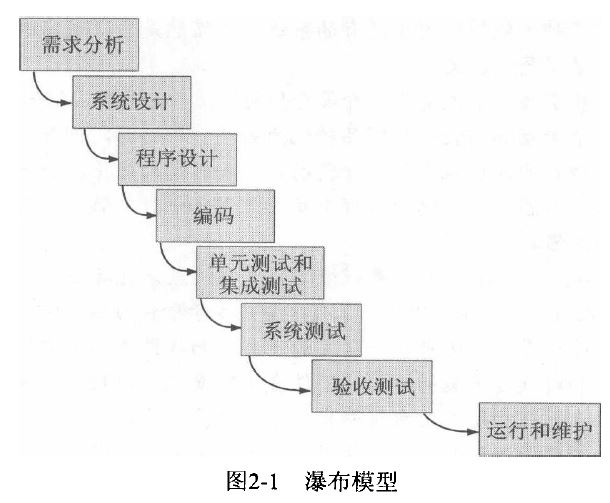 需求分析
系统设计
程序设计
编码
单元测试和
集成测试
系统测试
验收测试
运行和维护
图2-1 瀑布模型